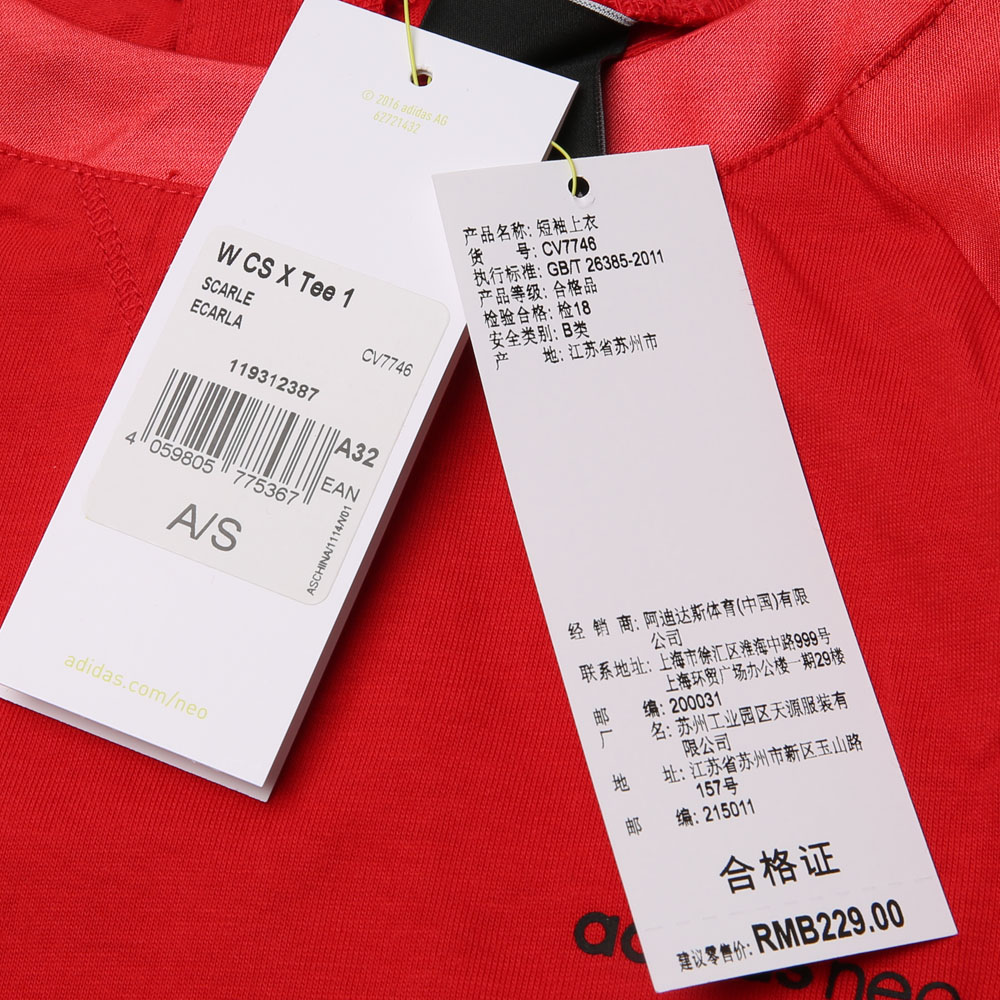 © 2016 adidas AG
62721432
W CS X Tee 1
SCARLE
ECARLA
CV7746
119312387
A32
4 059805 775367 EAN
A/S
ASCHINA/1114/V01
adidas.com/neo
产品名称: 短袖上衣
货 号: CV7746
执行标准: GB/T 26385-2011
产品等级: 合格品
检验合格: 检18
安全类别: B类
产 地: 江苏省苏州市
经 销 商: 阿迪达斯体育(中国)有限
公司
联系地址: 上海市徐汇区淮海中路999号
上海环贸广场办公楼一期29楼
邮 编: 200031
厂 名: 苏州工业园区天源服装有
限公司
地 址: 江苏省苏州市新区玉山路
157号
邮 编: 215011
合格证
建议零售价: RMB229.00
neo